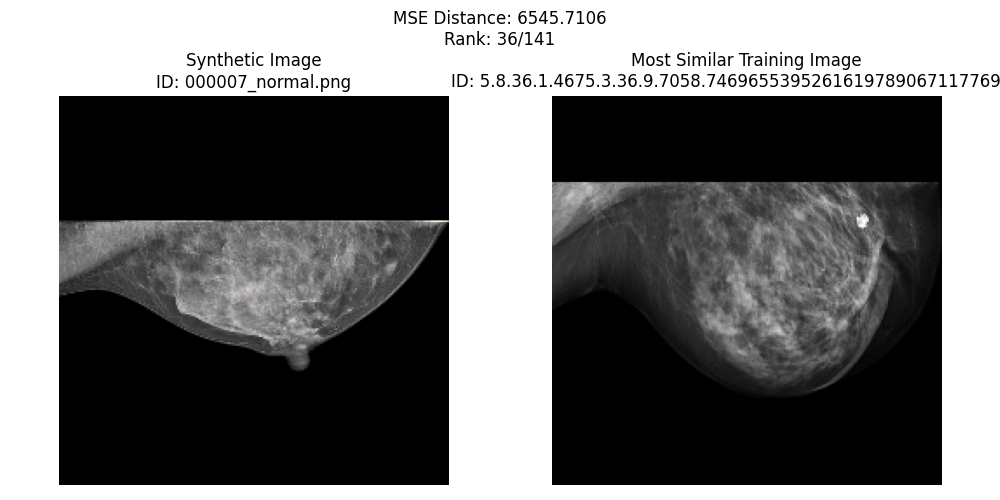 MSE Distance: 6545.7106
Rank: 36/141
Synthetic Image
ID: 000007_normal.png
Most Similar Training Image
ID: 5.8.36.1.4675.3.36.9.7058.7469655395261619789067117769